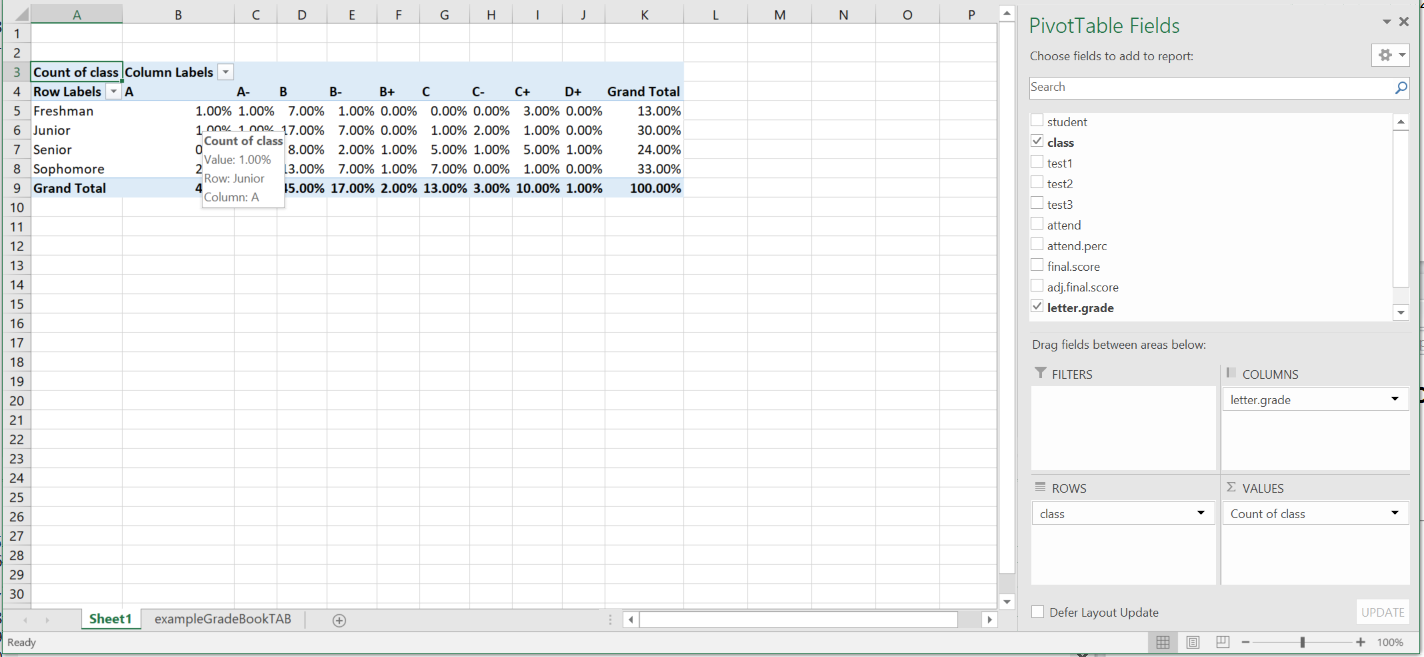 A B C D E F G H I J K L M N O P
PivotTable Fields
1
Choose fields to add to report:
2
3 Count of class Column Labels
Search
4 Row Labels A A- B B- B+ C C- C+ D+ Grand Total
5 Freshman 1.00% 1.00% 7.00% 1.00% 0.00% 0.00% 0.00% 3.00% 0.00% 13.00%
6 Junior 1.00% 1.00% 17.00% 7.00% 0.00% 1.00% 2.00% 1.00% 0.00% 30.00%
7 Senior 0 8.00% 2.00% 1.00% 5.00% 1.00% 5.00% 1.00% 24.00%
8 Sophomore 2 13.00% 7.00% 1.00% 7.00% 0.00% 1.00% 0.00% 33.00%
9 Grand Total 4 45.00% 17.00% 2.00% 13.00% 3.00% 10.00% 1.00% 100.00%
Count of class
Value: 1.00%
Row: Junior
Column: A
10
11
12
13
14
15
16
17
18
19
20
21
22
23
24
25
26
27
28
29
30
student
class
test1
test2
test3
attend
attend.perc
final.score
adj.final.score
letter.grade
Drag fields between areas below:
FILTERS COLUMNS
letter.grade
ROWS Σ VALUES
class Count of class
Defer Layout Update UPDATE
Sheet1 exampleGradeBookTAB
Ready 100%